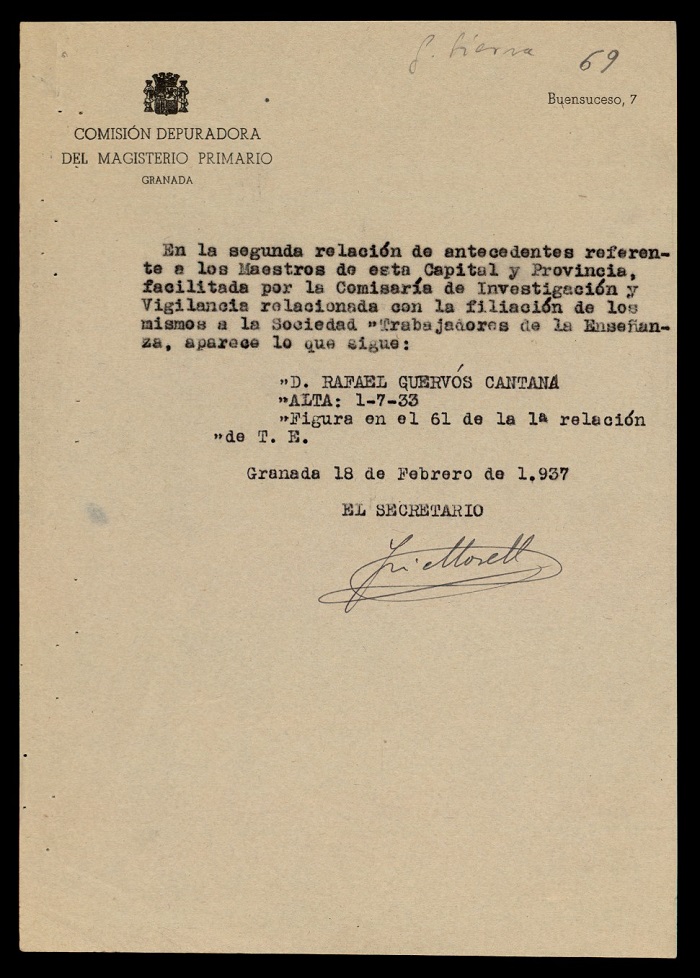 69
Buensuceso, 7
COMISIÓN DEPURADORA
DEL MAGISTERIO PRIMARIO
GRANADA
En la segunda relación de antecedentes referen-
te a los Maestros de esta Capital y Provincia,
facilitada por la Comisaría de Investigación y
Vigilancia relacionada con la filiación de los
mismos a la Sociedad "Trabajadores de la Enseñan-
za, aparece lo que sigue:
"D. RAFAEL QUERVÓS CANTANA
"ALTA: 1-7-33
"Figura en el 61 de la 1ª relación
"de T. E.
Granada 18 de Febrero de 1.937
EL SECRETARIO